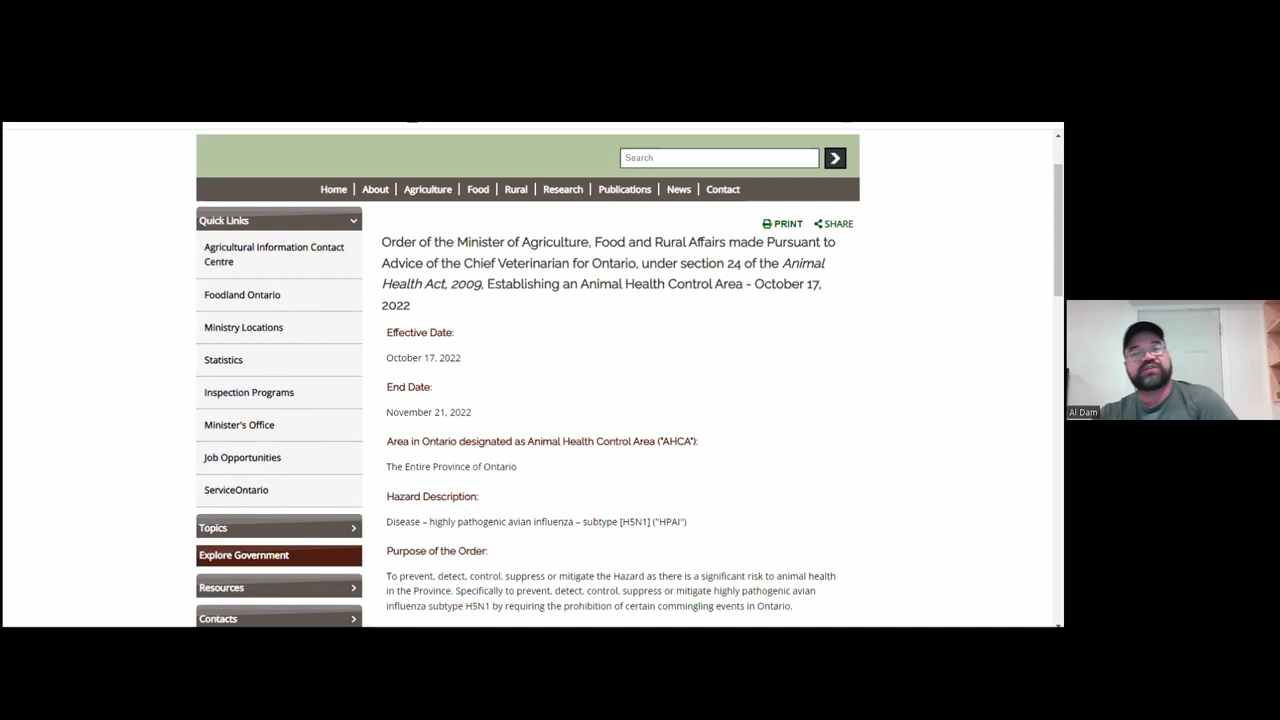 Search
Home About Agriculture Food Rural Research Publications News Contact
Quick Links
Agricultural Information Contact
Centre
Foodland Ontario
Ministry Locations
Statistics
Inspection Programs
Minister's Office
Job Opportunities
ServiceOntario
Topics
Explore Government
Resources
Contacts
PRINT SHARE
Order of the Minister of Agriculture, Food and Rural Affairs made Pursuant to
Advice of the Chief Veterinarian for Ontario, under section 24 of the Animal
Health Act, 2009, Establishing an Animal Health Control Area - October 17,
2022
Effective Date:
October 17, 2022
End Date:
November 21, 2022
Area in Ontario designated as Animal Health Control Area ("AHCA"):
The Entire Province of Ontario
Hazard Description:
Disease – highly pathogenic avian influenza – subtype [H5N1] ("HPAI")
Purpose of the Order:
To prevent, detect, control, suppress or mitigate the Hazard as there is a significant risk to animal health
in the Province. Specifically to prevent, detect, control, suppress or mitigate highly pathogenic avian
influenza subtype H5N1 by requiring the prohibition of certain commingling events in Ontario.
Al Dam